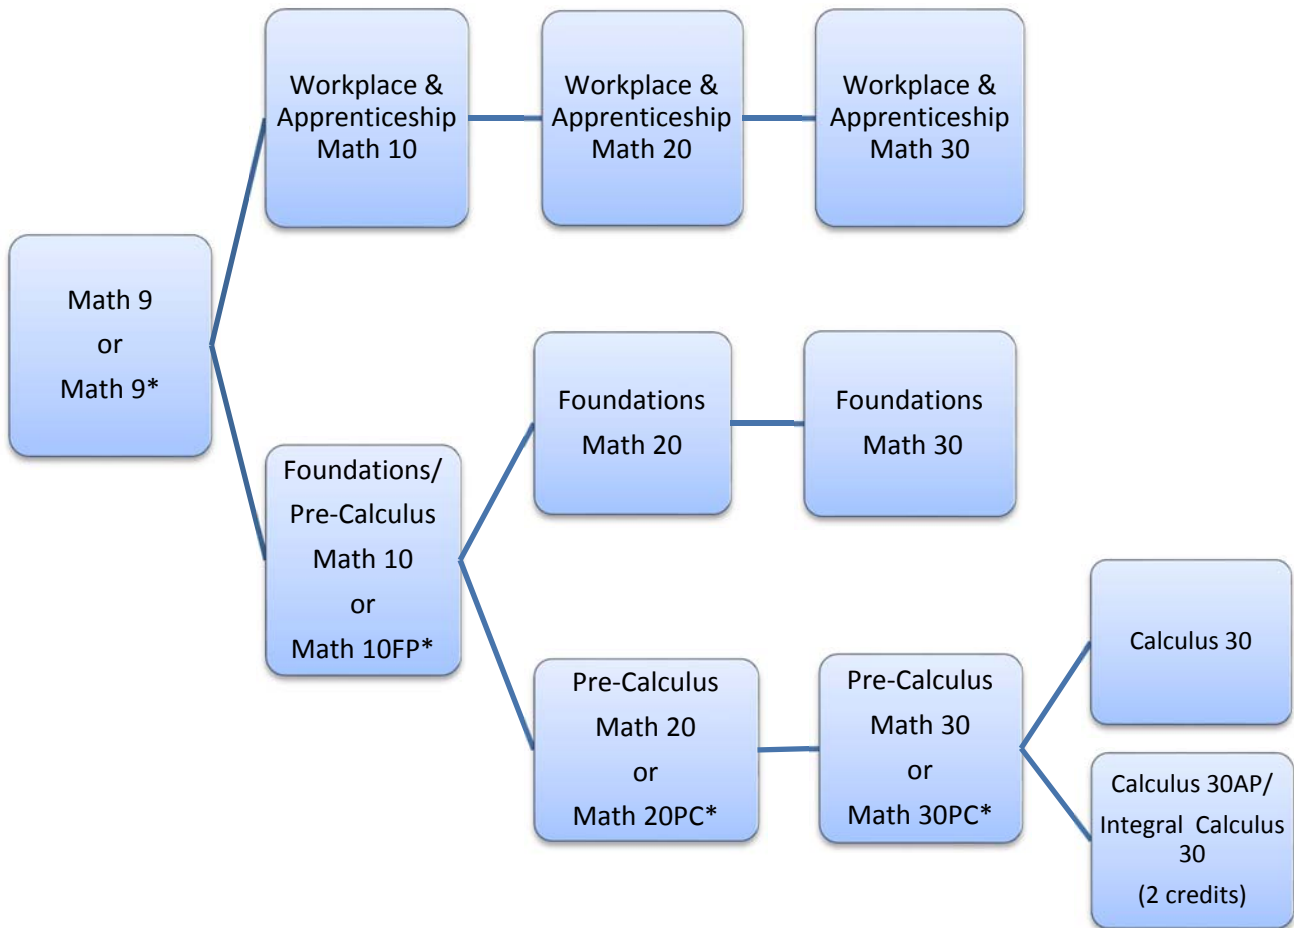 Workplace &
Apprenticeship
Math 10
Workplace &
Apprenticeship
Math 20
Workplace &
Apprenticeship
Math 30
Math 9
or
Math 9*
Foundations
Math 20
Foundations
Math 30
Foundations/
Pre-Calculus
Math 10
or
Math 10FP*
Pre-Calculus
Math 20
or
Math 20PC*
Pre-Calculus
Math 30
or
Math 30PC*
Calculus 30
Calculus 30AP/
Integral Calculus
30
(2 credits)